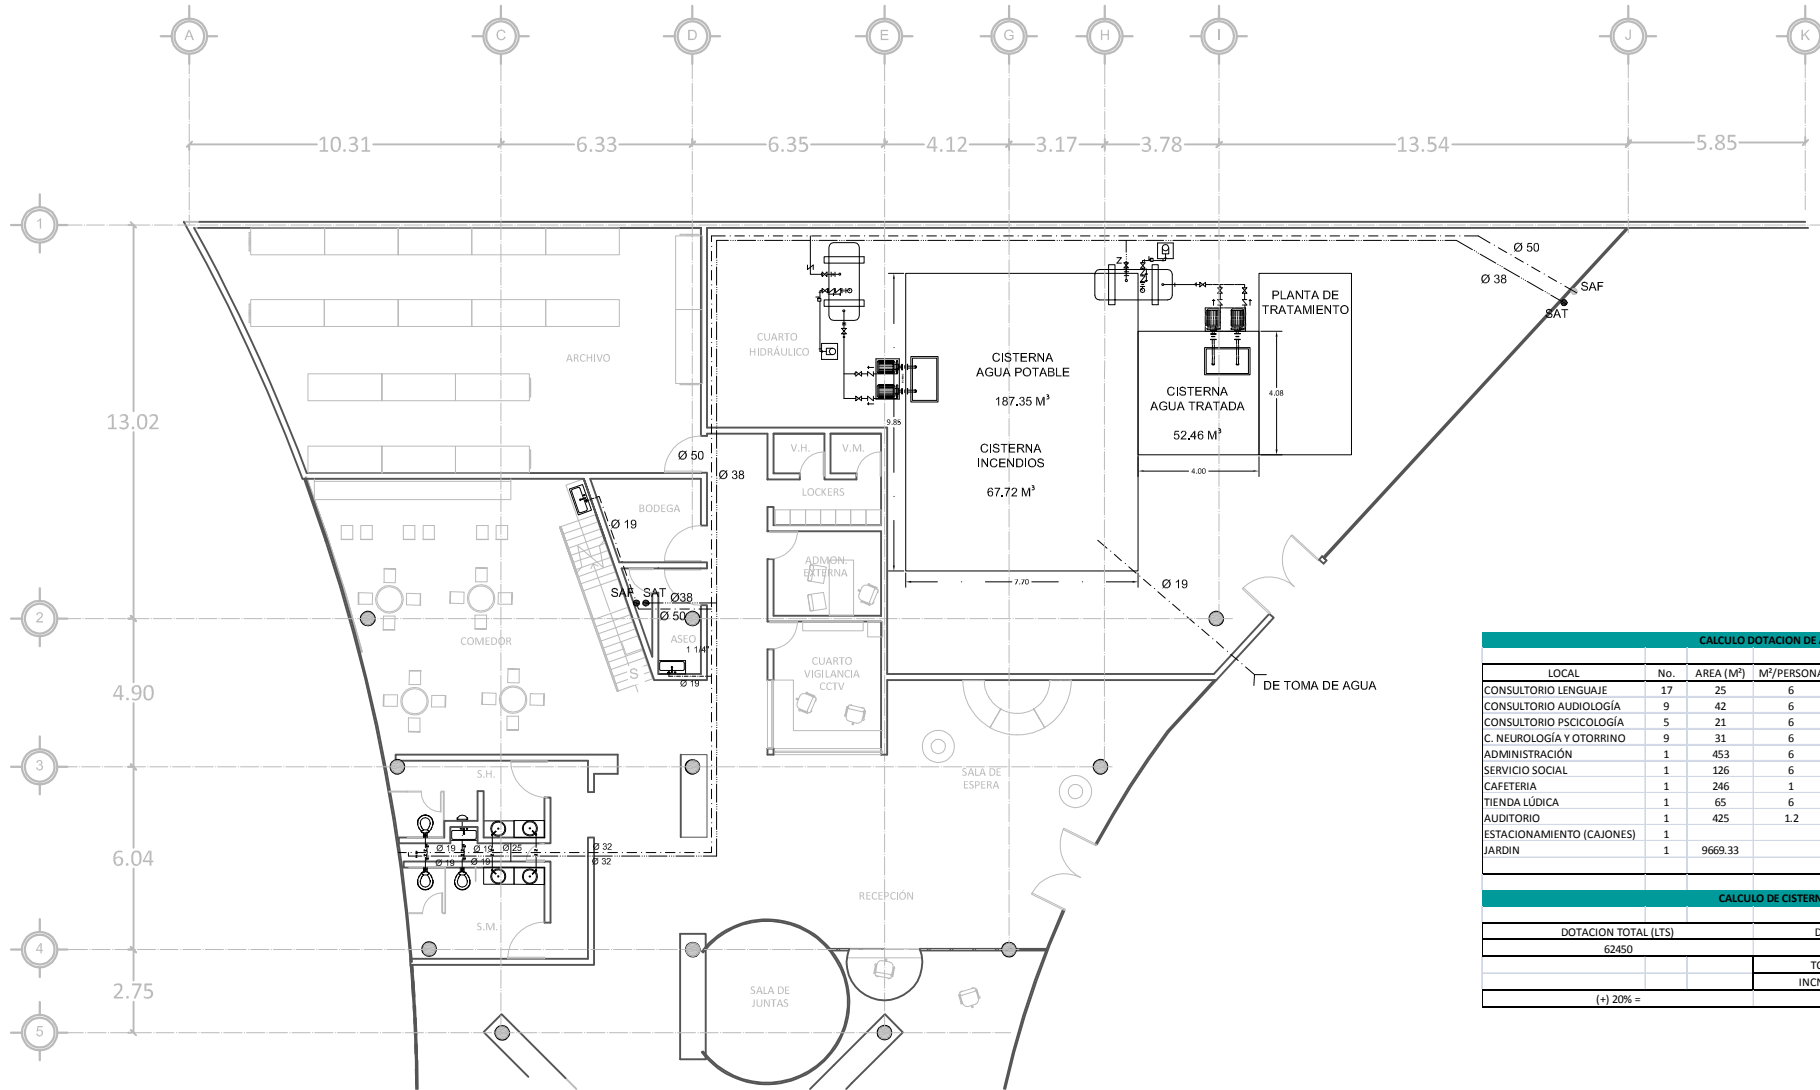 A C D E G H I J K
10.31 6.33 6.35 4.12 3.17 3.78 13.54 5.85
1
Ø 50
Ø 38
SAF
SAT
PLANTA DE
TRATAMIENTO
CUARTO
HIDRÁULICO
ARCHIVO
CISTERNA
AGUA POTABLE
187.35 M³
CISTERNA
AGUA TRATADA
52.46 M³
4.08
4.00
9.85
13.02
CISTERNA
INCENDIOS
67.72 M³
Ø 50
Ø 38
V.H. V.M.
LOCKERS
BODEGA
Ø 19
ADMON.
EXTERNA
7.70
Ø 19
SAF SAT Ø38
Ø 50
2
COMEDOR
ASEO
1 1/4"
S
Ø 19
CUARTO
VIGILANCIA
CCTV
DE TOMA DE AGUA
4.90
3
S.H.
SALA DE
ESPERA
Ø 19 Ø 19 Ø 25 Ø 32
Ø 19 Ø 19 Ø 32
6.04
RECEPCIÓN
S.M.
4
2.75
SALA DE
JUNTAS
5
CALCULO DOTACION DE
LOCAL No. AREA (M²) M²/PERSONA
CONSULTORIO LENGUAJE 17 25 6
CONSULTORIO AUDIOLOGÍA 9 42 6
CONSULTORIO PSCICOLOGÍA 5 21 6
C. NEUROLOGÍA Y OTORRINO 9 31 6
ADMINISTRACIÓN 1 453 6
SERVICIO SOCIAL 1 126 6
CAFETERIA 1 246 1
TIENDA LÚDICA 1 65 6
AUDITORIO 1 425 1.2
ESTACIONAMIENTO (CAJONES) 1
JARDIN 1 9669.33
CALCULO DE CISTERN
DOTACION TOTAL (LTS) D
62450
TO
INCN
(+) 20% =